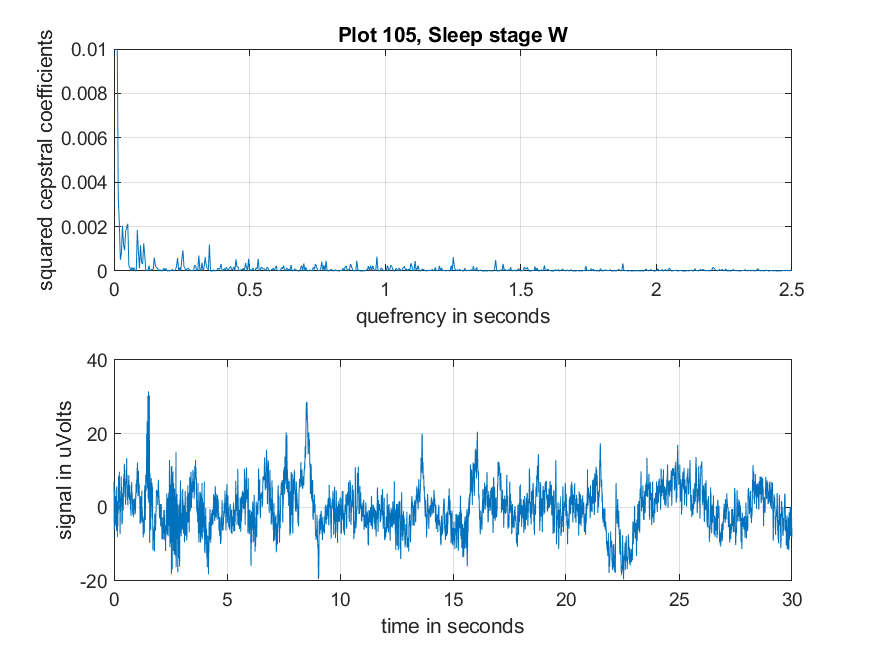 Plot 105, Sleep stage W
squared cepstral coefficients
0.01
0.008
0.006
0.004
0.002
0
0 0.5 1 1.5 2 2.5
quefrency in seconds
signal in uVolts
40
20
0
-20
0 5 10 15 20 25 30
time in seconds